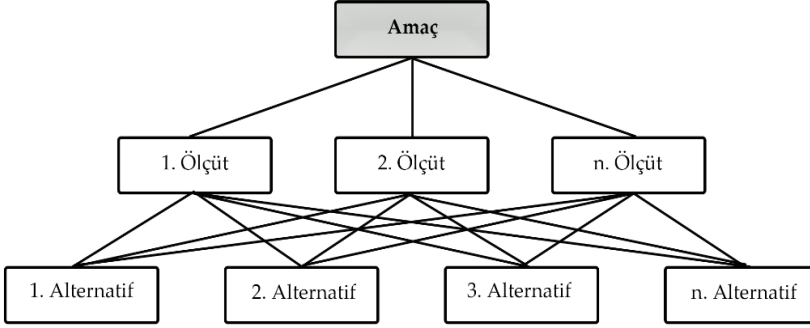 Amaç
1. Ölçüt
2. Ölçüt
n. Ölçüt
1. Alternatif
2. Alternatif
3. Alternatif
n. Alternatif